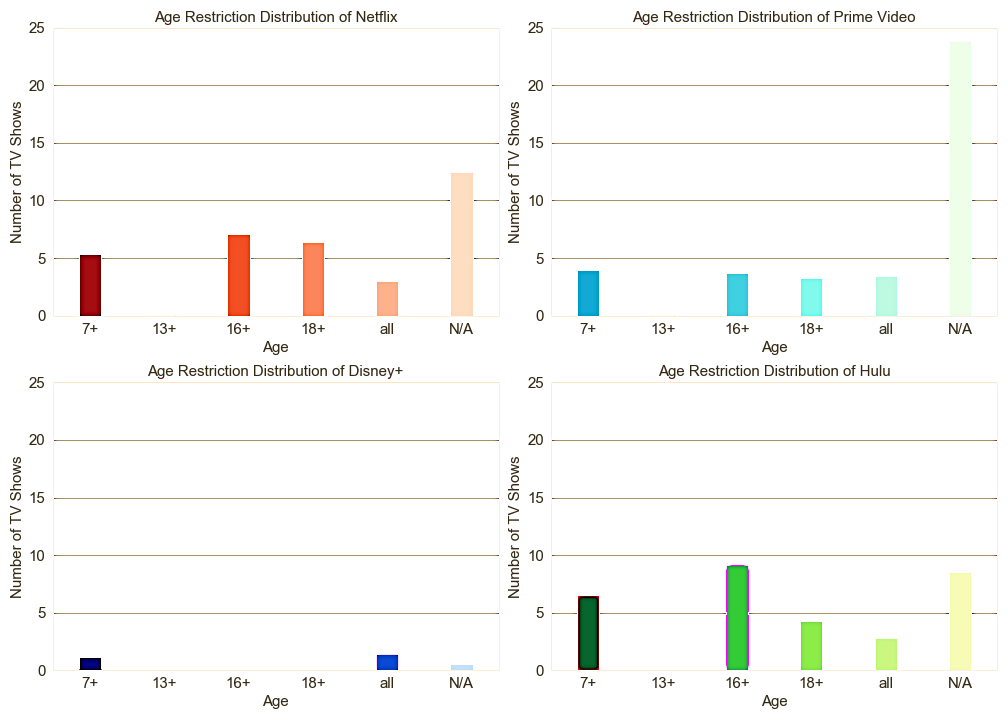 Age Restriction Distribution of Netflix
Number of TV Shows
25
20
15
10
5
0
7+ 13+ 16+ 18+ all N/A
Age
Age Restriction Distribution of Prime Video
Number of TV Shows
25
20
15
10
5
0
7+ 13+ 16+ 18+ all N/A
Age
Age Restriction Distribution of Disney+
Number of TV Shows
25
20
15
10
5
0
7+ 13+ 16+ 18+ all N/A
Age
Age Restriction Distribution of Hulu
Number of TV Shows
25
20
15
10
5
0
7+ 13+ 16+ 18+ all N/A
Age